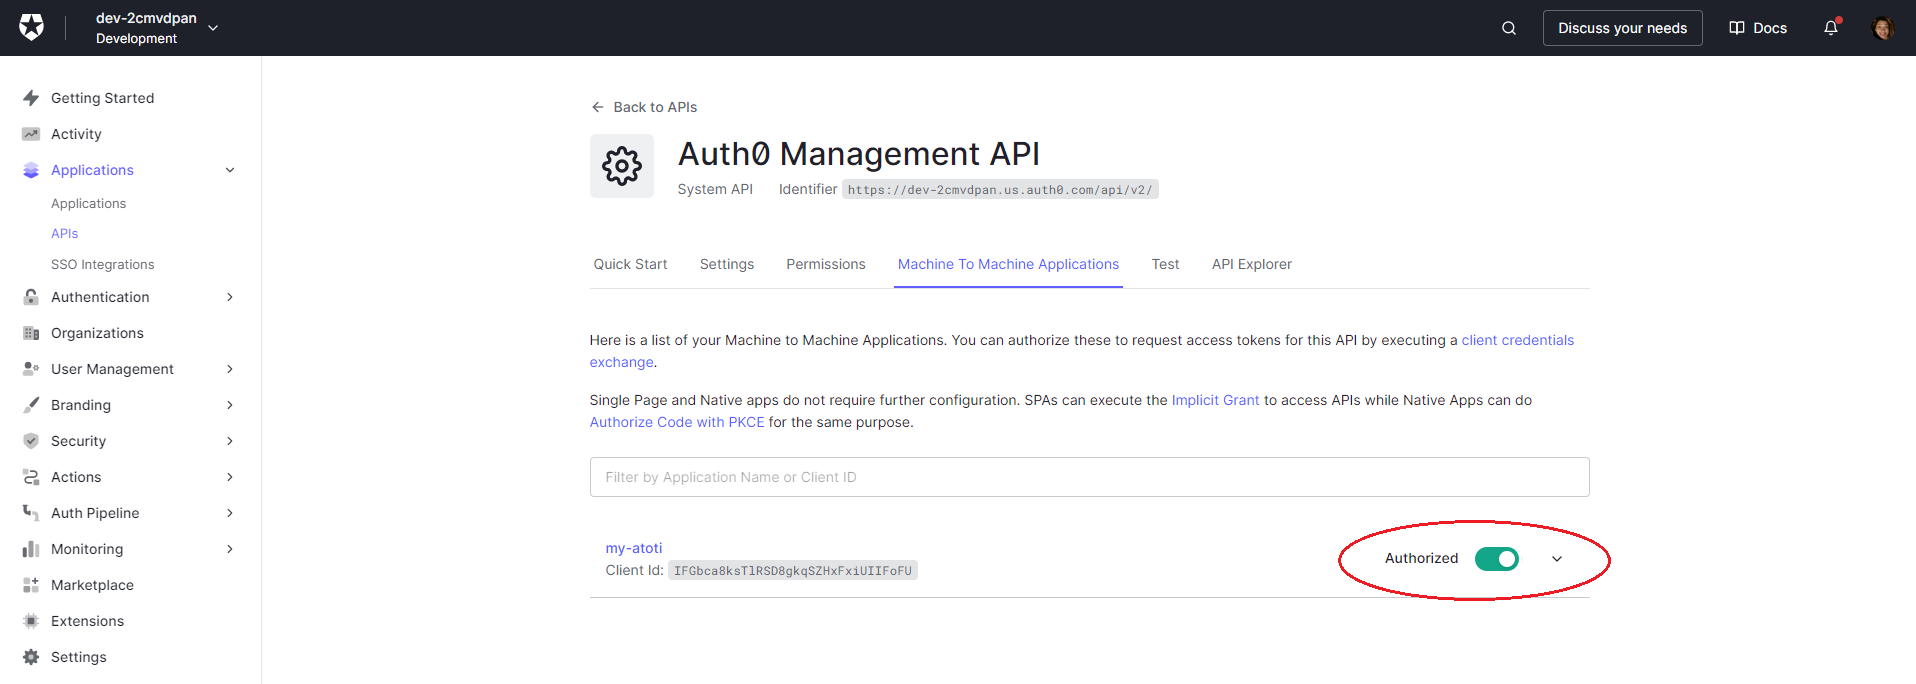 dev-2cmvdpan
Development
Discuss your needs
Docs
Getting Started
Activity
Applications
Applications
APIs
SSO Integrations
Authentication
Organizations
User Management
Branding
Security
Actions
Auth Pipeline
Monitoring
Marketplace
Extensions
Settings
Back to APIs
Auth0 Management API
System API Identifier https://dev-2cmvdpan.us.auth0.com/api/v2/
Quick Start Settings Permissions Machine To Machine Applications Test API Explorer
Here is a list of your Machine to Machine Applications. You can authorize these to request access tokens for this API by executing a client credentials
exchange.
Single Page and Native apps do not require further configuration. SPAs can execute the Implicit Grant to access APIs while Native Apps can do
Authorize Code with PKCE for the same purpose.
Filter by Application Name or Client ID
my-atoti
Client Id: IFGbca8ksTlRSD8gkqSZHxFxiUIIFoFU
Authorized